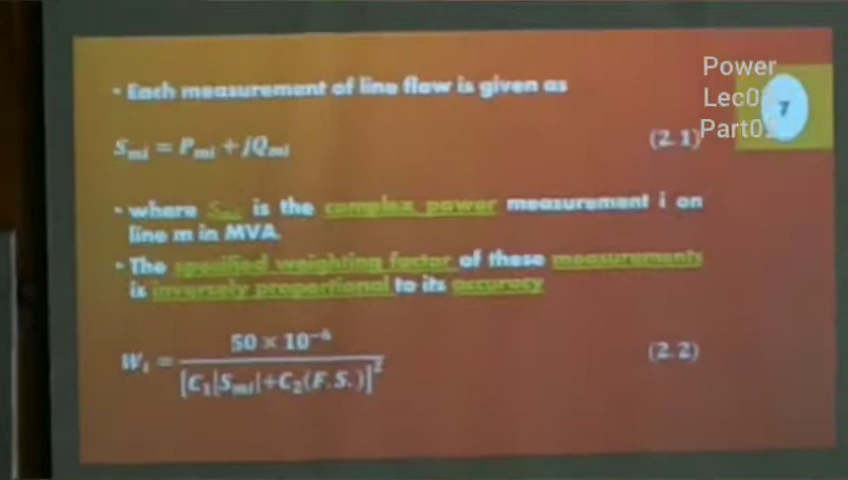 • Each measurement of line flow is given as
Power
Lec0
7
Part0
S_mi = P_mi + jQ_mi (2.1)
• where S_mi is the complex power measurement i on
line m in MVA.
• The specified weighting factor of these measurements
is inversely proportional to its accuracy
W_i = 50 × 10^-6 / [C_1|S_mi|+C_2(F.S.)]^2 (2.2)